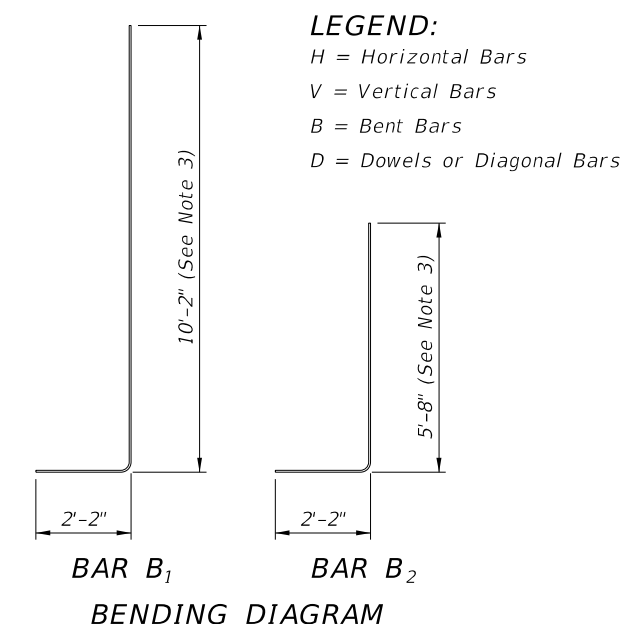 LEGEND:
H = Horizontal Bars
V = Vertical Bars
B = Bent Bars
D = Dowels or Diagonal Bars
10'-2" (See Note 3)
5'-8" (See Note 3)
2'-2"
2'-2"
BAR B1
BAR B2
BENDING DIAGRAM